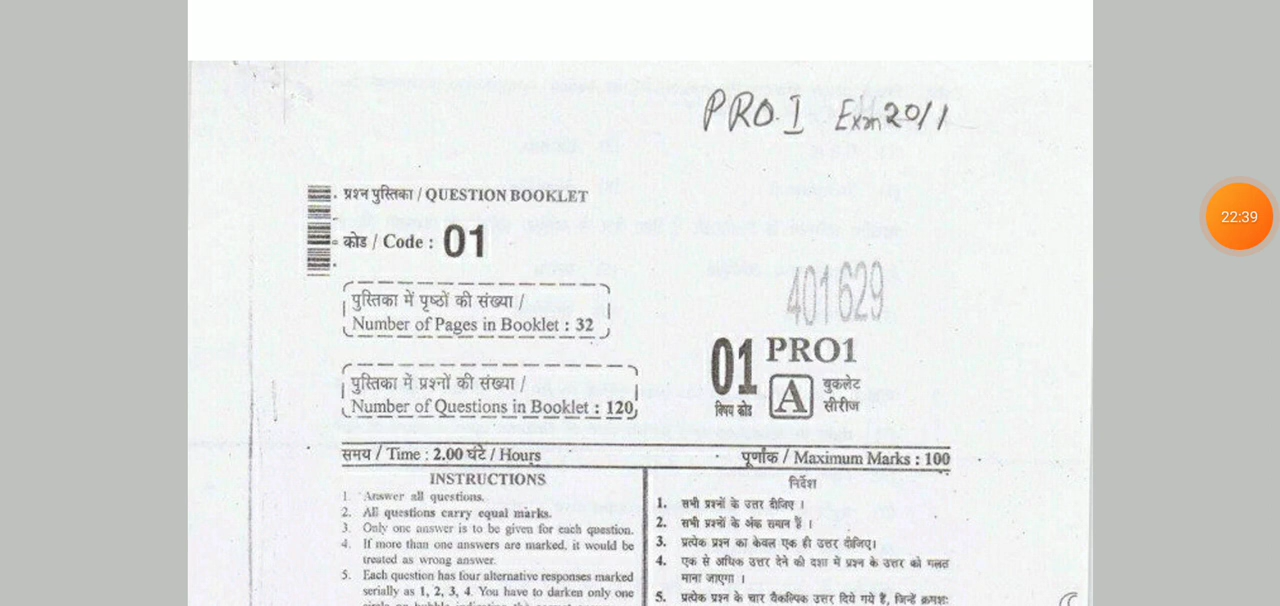 PRO.I Exm 2011
प्रश्न पुस्तिका / QUESTION BOOKLET
कोड / Code : 01
पुस्तिका में पृष्ठों की संख्या /
Number of Pages in Booklet : 32
पुस्तिका में प्रश्नों की संख्या /
Number of Questions in Booklet : 120
401629
01 PRO1
विषय कोड A बुकलेट सीरीज
22:39
समय / Time : 2.00 घंटे / Hours
पूर्णांक / Maximum Marks : 100
INSTRUCTIONS
1. Answer all questions.
2. All questions carry equal marks.
3. Only one answer is to be given for each question.
4. If more than one answers are marked, it would be
treated as wrong answer.
5. Each question has four alternative responses marked
serially as 1, 2, 3, 4. You have to darken only one
निर्देश
1. सभी प्रश्नों के उत्तर दीजिए ।
2. सभी प्रश्नों के अंक समान हैं ।
3. प्रत्येक प्रश्न का केवल एक ही उत्तर दीजिए।
4. एक से अधिक उत्तर देने की दशा में प्रश्न के उत्तर को गलत
माना जाएगा ।
5. प्रत्येक प्रश्न के चार वैकल्पिक उत्तर दिये गये हैं, जिन्हें क्रमशः